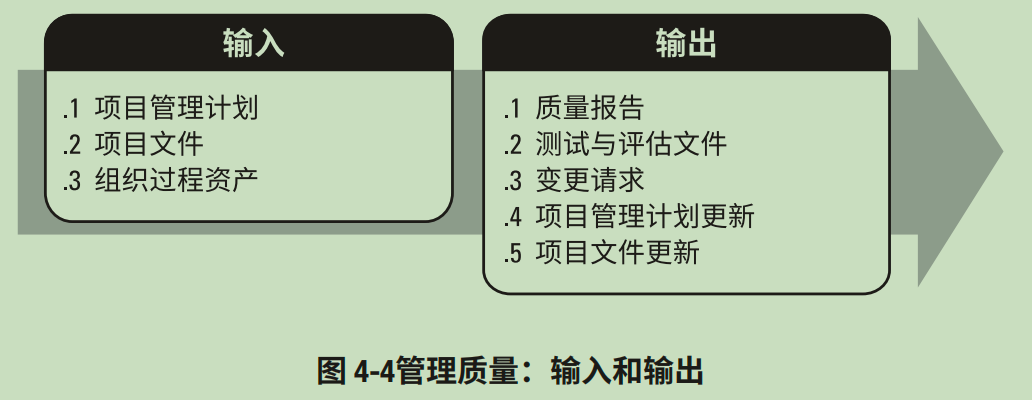 输入
.1 项目管理计划
.2 项目文件
.3 组织过程资产
输出
.1 质量报告
.2 测试与评估文件
.3 变更请求
.4 项目管理计划更新
.5 项目文件更新
图 4-4管理质量：输入和输出